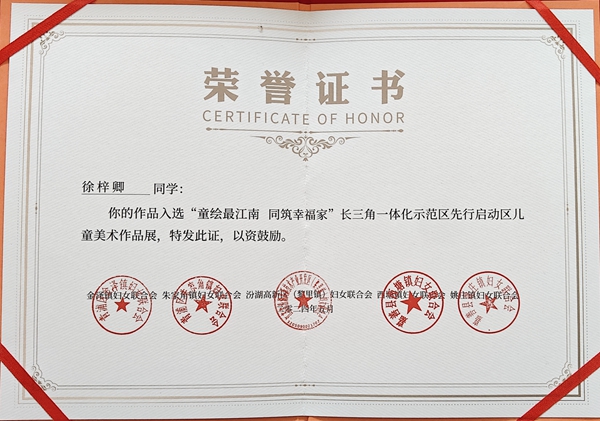 荣誉证书
CERTIFICATE OF HONOR
徐梓卿 同学：
你的作品入选“童绘最江南 同筑幸福家”长三角一体化示范区先行启动区儿
童美术作品展，特发此证，以资鼓励。
金泽镇妇女联合会 朱家角镇妇女联合会 汾湖高新区（黎里镇）妇女联合会 西塘镇妇女联合会 姚庄镇妇女联合会
二〇二四年五月